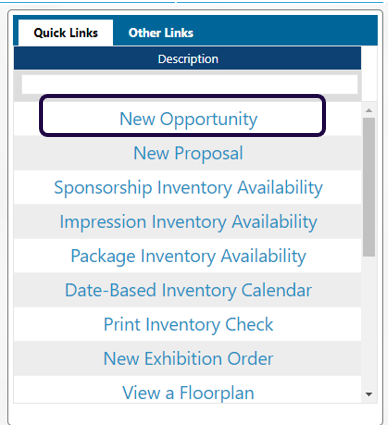 Quick Links Other Links
Description
New Opportunity
New Proposal
Sponsorship Inventory Availability
Impression Inventory Availability
Package Inventory Availability
Date-Based Inventory Calendar
Print Inventory Check
New Exhibition Order
View a Floorplan